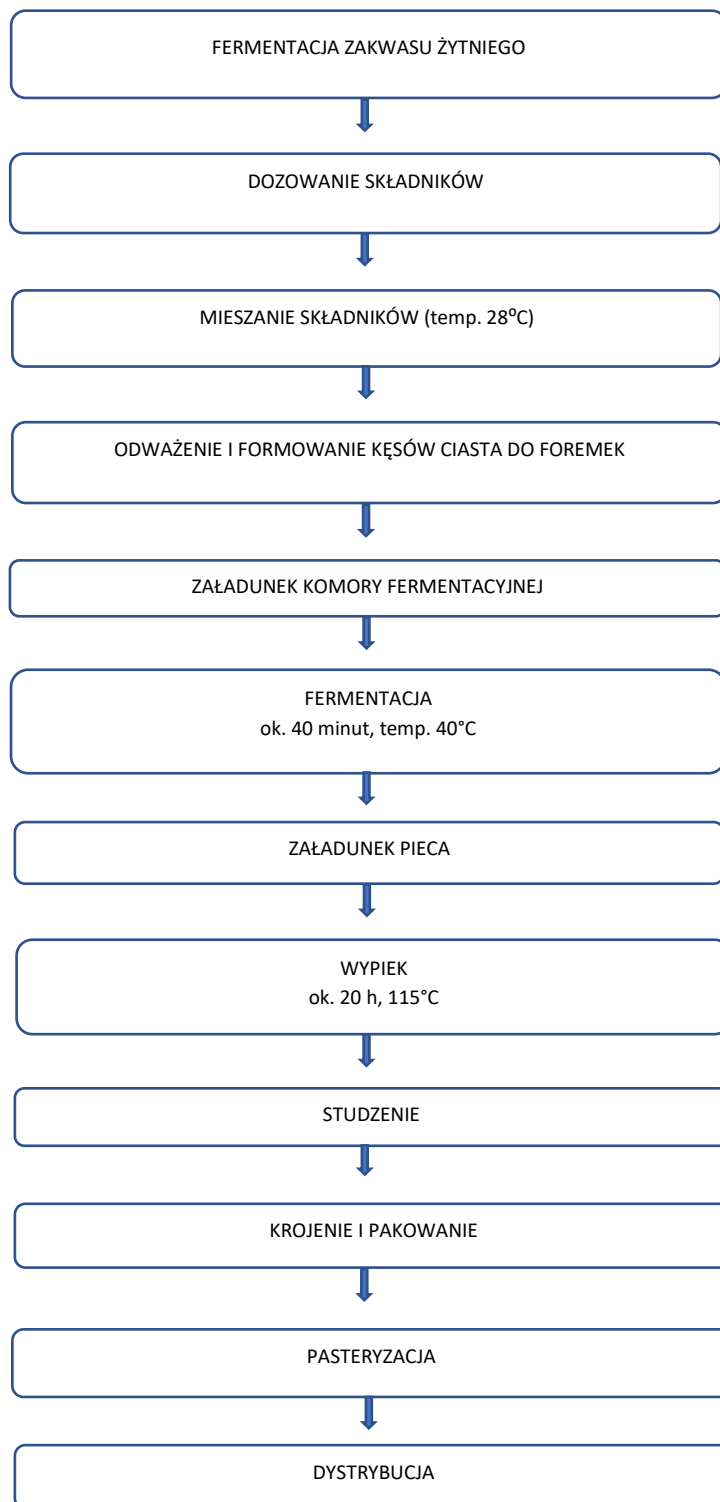 FERMENTACJA ZAKWASU ŻYTNIEGO
DOZOWANIE SKŁADNIKÓW
MIESZANIE SKŁADNIKÓW (temp. 28⁰C)
ODWAŻENIE I FORMOWANIE KĘSÓW CIASTA DO FOREMEK
ZAŁADUNEK KOMORY FERMENTACYJNEJ
FERMENTACJA
ok. 40 minut, temp. 40°C
ZAŁADUNEK PIECA
WYPIEK
ok. 20 h, 115°C
STUDZENIE
KROJENIE I PAKOWANIE
PASTERYZACJA
DYSTRYBUCJA